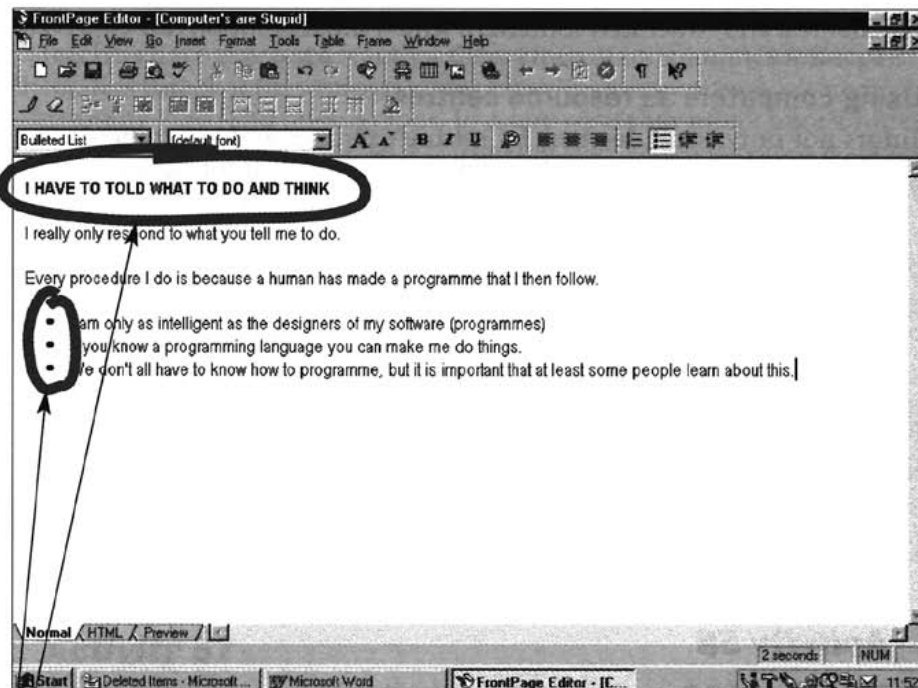 FrontPage Editor - [Computer's are Stupid]
File Edit View Go Insert Format Tools Table Frame Window Help
Bulleted List (default font) A A B I U
I HAVE TO TOLD WHAT TO DO AND THINK
I really only respond to what you tell me to do.
Every procedure I do is because a human has made a programme that I then follow.
am only as intelligent as the designers of my software (programmes)
you know a programming language you can make me do things.
We don't all have to know how to programme, but it is important that at least some people learn about this.
Normal HTML Preview
2 seconds NUM
Start Deleted Items - Microsoft ... Microsoft Word FrontPage Editor - [C...